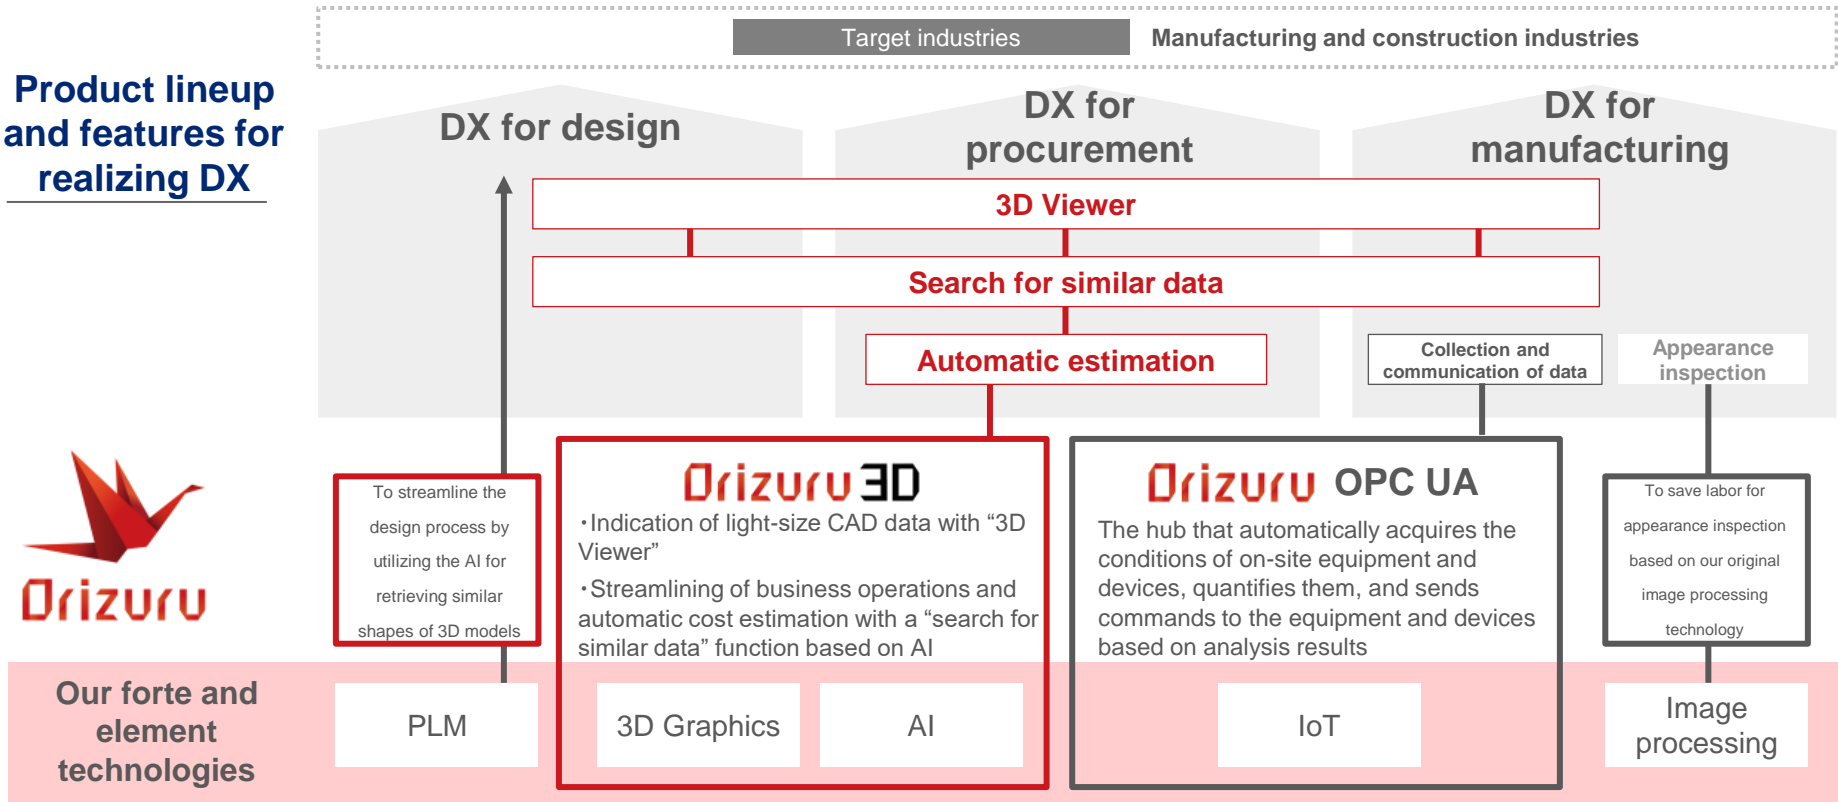 Target industries
Manufacturing and construction industries
Product lineup
and features for
realizing DX
DX for design
DX for
procurement
DX for
manufacturing
3D Viewer
Search for similar data
Automatic estimation
Collection and
communication of data
Appearance
inspection
Orizuru
To streamline the
design process by
utilizing the AI for
retrieving similar
shapes of 3D models
Orizuru 3D
・Indication of light-size CAD data with “3D
Viewer”
・Streamlining of business operations and
automatic cost estimation with a “search for
similar data” function based on AI
Orizuru OPC UA
The hub that automatically acquires the
conditions of on-site equipment and
devices, quantifies them, and sends
commands to the equipment and devices
based on analysis results
To save labor for
appearance inspection
based on our original
image processing
technology
Our forte and
element
technologies
PLM
3D Graphics
AI
IoT
Image
processing